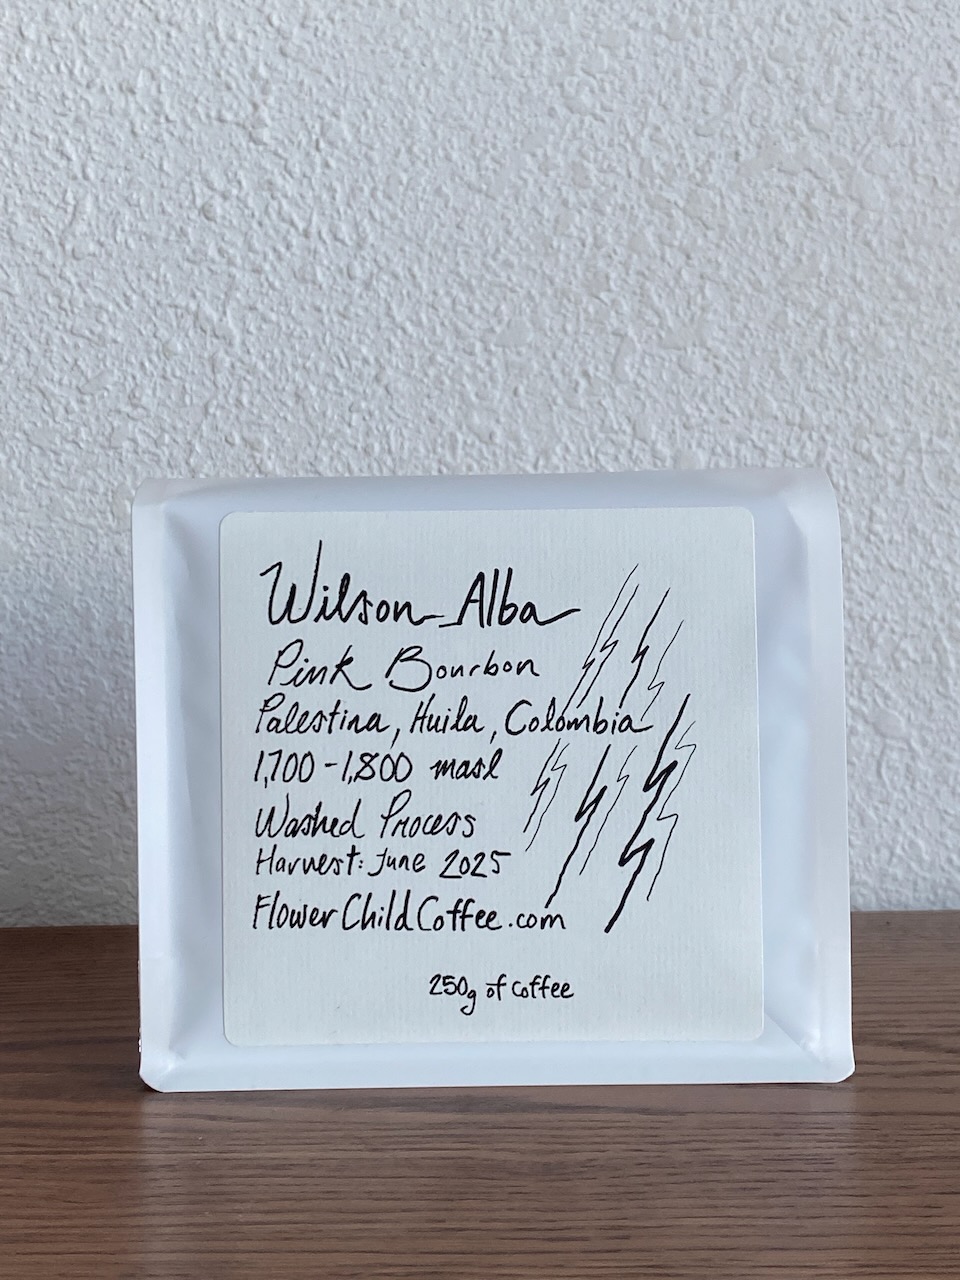 Wilson Alba
Pink Bourbon
Palestina, Huila, Colombia
1,700-1,800 masl
Washed Process
Harvest: June 2025
FlowerChildCoffee.com
250g of coffee